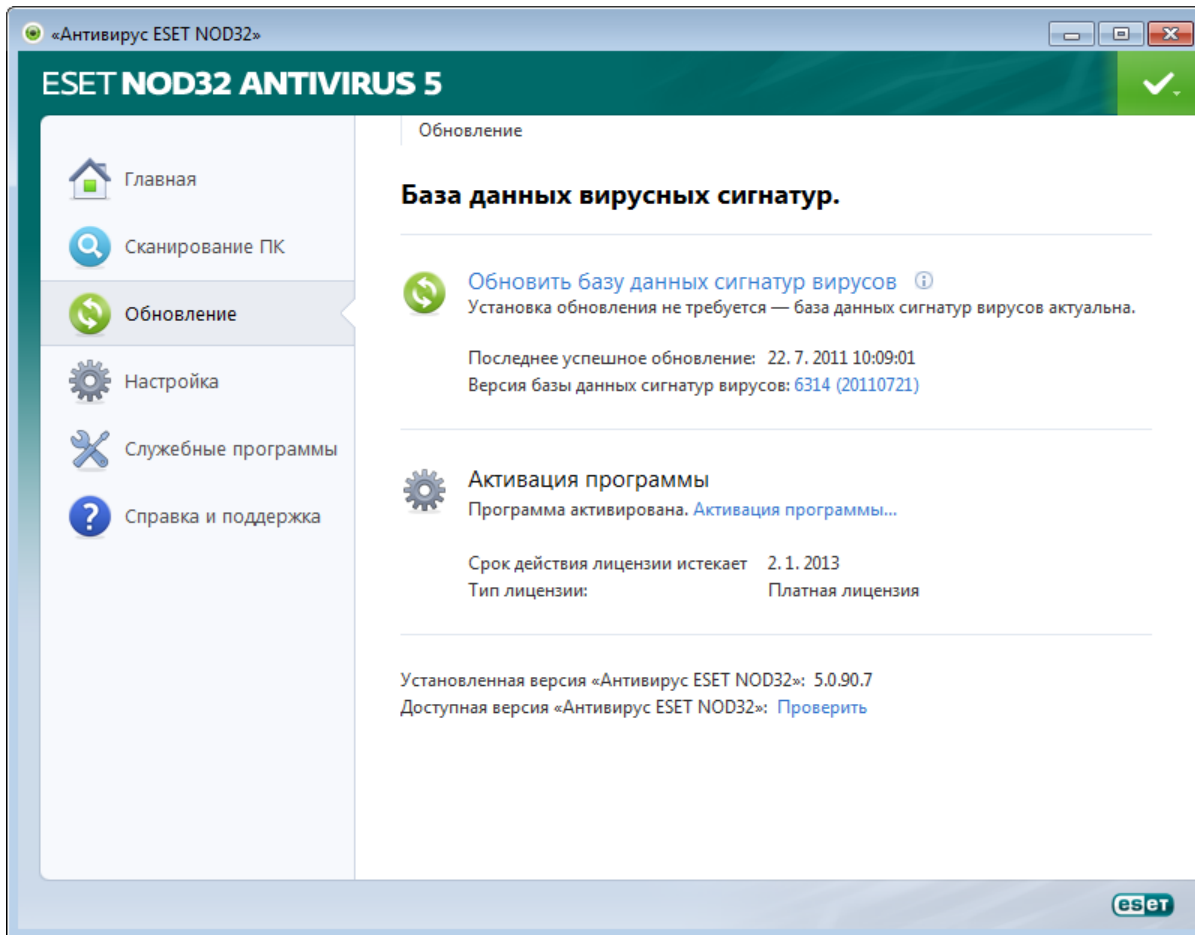 «Антивирус ESET NOD32»
ESET NOD32 ANTIVIRUS 5
Главная
Сканирование ПК
Обновление
Настройка
Служебные программы
Справка и поддержка
Обновление
База данных вирусных сигнатур.
Обновить базу данных сигнатур вирусов
Установка обновления не требуется — база данных сигнатур вирусов актуальна.
Последнее успешное обновление: 22. 7. 2011 10:09:01
Версия базы данных сигнатур вирусов: 6314 (20110721)
Активация программы
Программа активирована. Активация программы...
Срок действия лицензии истекает 2. 1. 2013
Тип лицензии: Платная лицензия
Установленная версия «Антивирус ESET NOD32»: 5.0.90.7
Доступная версия «Антивирус ESET NOD32»: Проверить
eseT